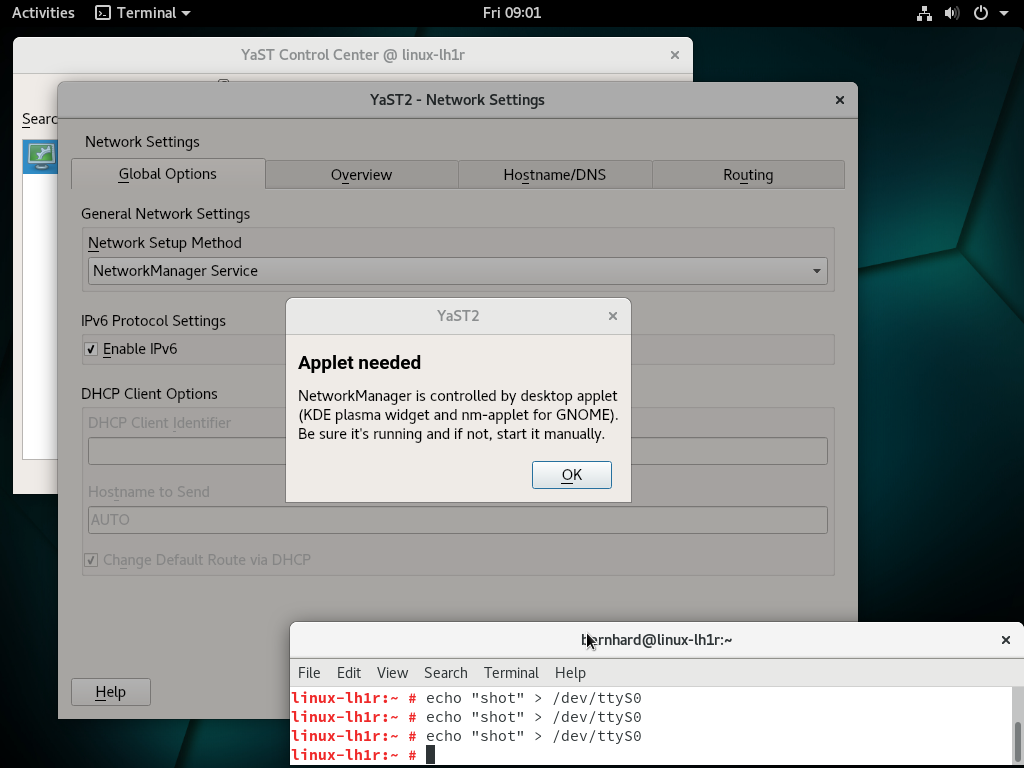 Activities
Terminal
Fri 09:01
YaST Control Center @ linux-lh1r
YaST2 - Network Settings
Network Settings
Global Options
Overview
Hostname/DNS
Routing
General Network Settings
Network Setup Method
NetworkManager Service
IPv6 Protocol Settings
Enable IPv6
DHCP Client Options
DHCP Client Identifier
Hostname to Send
AUTO
Change Default Route via DHCP
Help
YaST2
Applet needed
NetworkManager is controlled by desktop applet
(KDE plasma widget and nm-applet for GNOME).
Be sure it's running and if not, start it manually.
OK
bernhard@linux-lh1r:~
File Edit View Search Terminal Help
linux-lh1r:~ # echo "shot" > /dev/ttyS0
linux-lh1r:~ # echo "shot" > /dev/ttyS0
linux-lh1r:~ # echo "shot" > /dev/ttyS0
linux-lh1r:~ #